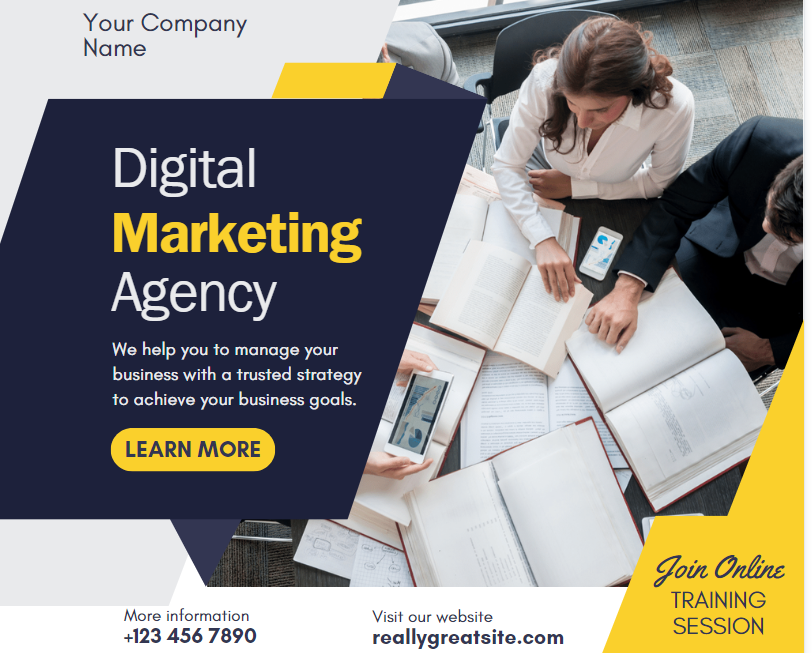 Your Company
Name
Digital
Marketing
Agency
We help you to manage your
business with a trusted strategy
to achieve your business goals.
LEARN MORE
Join Online
TRAINING
SESSION
More information
+123 456 7890
Visit our website
reallygreatsite.com